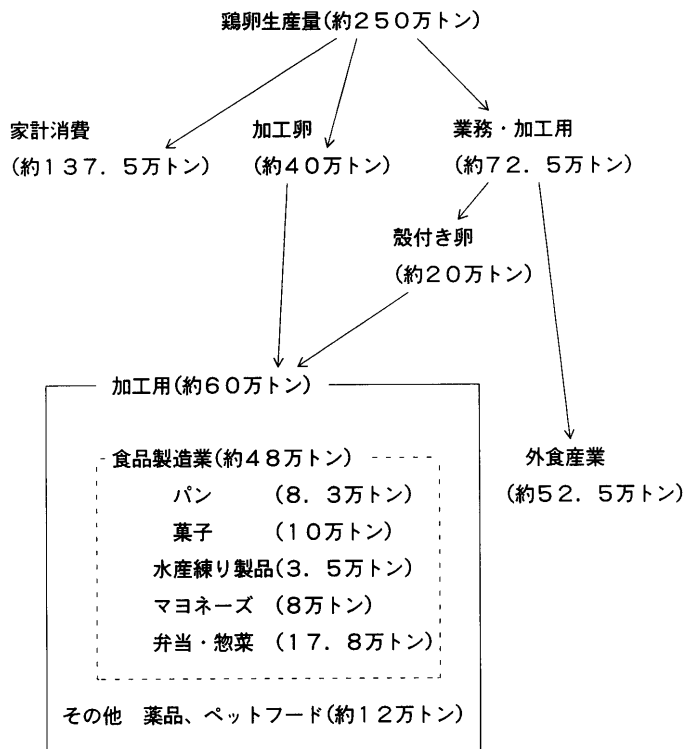 鶏卵生産量(約250万トン)
家計消費 加工卵 業務・加工用
(約137.5万トン) (約40万トン) (約72.5万トン)
殻付き卵
(約20万トン)
加工用(約60万トン)
食品製造業(約48万トン) 外食産業
パン (8.3万トン) (約52.5万トン)
菓子 (10万トン)
水産練り製品(3.5万トン)
マヨネーズ (8万トン)
弁当・惣菜 (17.8万トン)
その他 薬品、ペットフード(約12万トン)